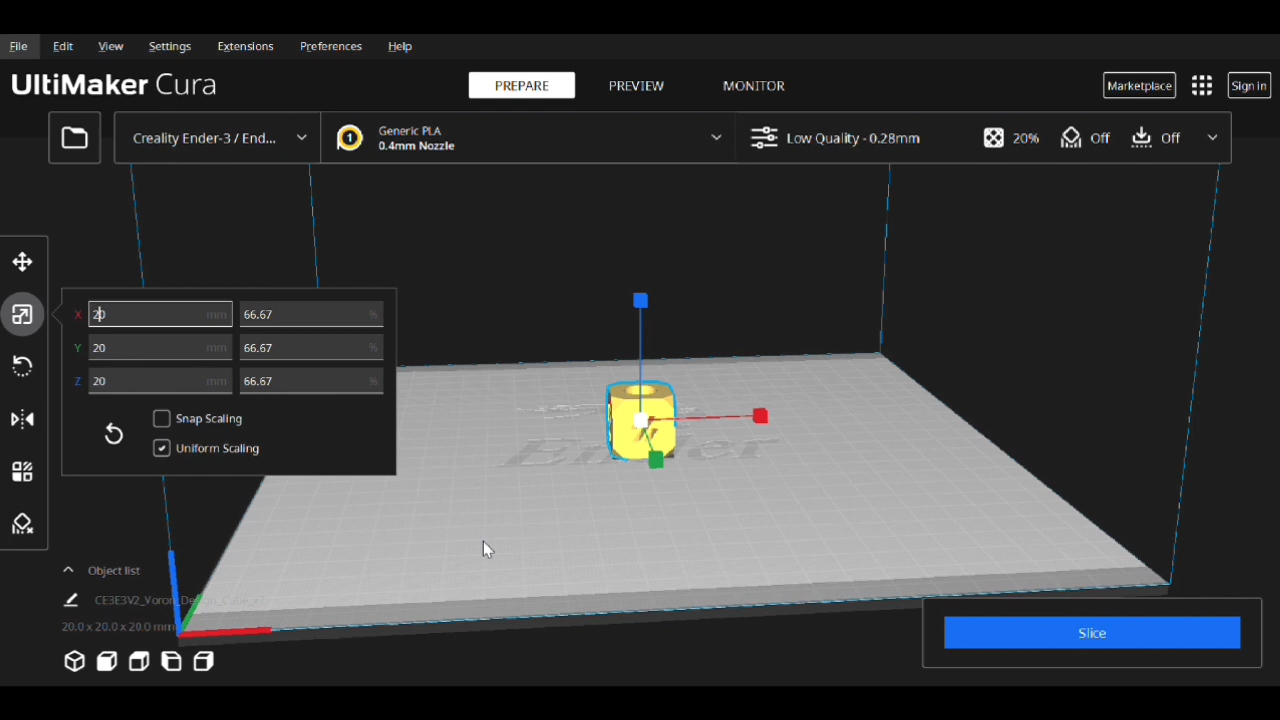 File Edit View Settings Extensions Preferences Help
UltiMaker Cura PREPARE PREVIEW MONITOR Marketplace Sign in
Creality Ender-3 / End...
Generic PLA
0.4mm Nozzle
1
Low Quality - 0.28mm 20% Off Off
X 20 mm 66.67 %
Y 20 mm 66.67 %
Z 20 mm 66.67 %
Snap Scaling
Uniform Scaling
Ender
Object list
CE3E3V2_Voron_Design_Cube_v7
20.0 x 20.0 x 20.0 mm
Slice